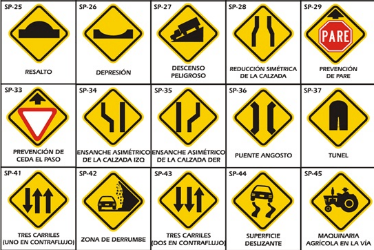 SP-25 SP-26 SP-27 SP-28 SP-29
PARE
RESALTO DEPRESIÓN DESCENSO PELIGROSO REDUCCIÓN SIMÉTRICA DE LA CALZADA PREVENCIÓN DE PARE
SP-33 SP-34 SP-35 SP-36 SP-37
PREVENCIÓN DE CEDA EL PASO ENSANCHE ASIMÉTRICO DE LA CALZADA IZQ ENSANCHE ASIMÉTRICO DE LA CALZADA DER PUENTE ANGOSTO TUNEL
SP-41 SP-42 SP-43 SP-44 SP-45
TRES CARRILES (UNO EN CONTRAFLUJO) ZONA DE DERRUMBE TRES CARRILES (DOS EN CONTRAFLUJO) SUPERFICIE DESLIZANTE MAQUINARIA AGRÍCOLA EN LA VÍA